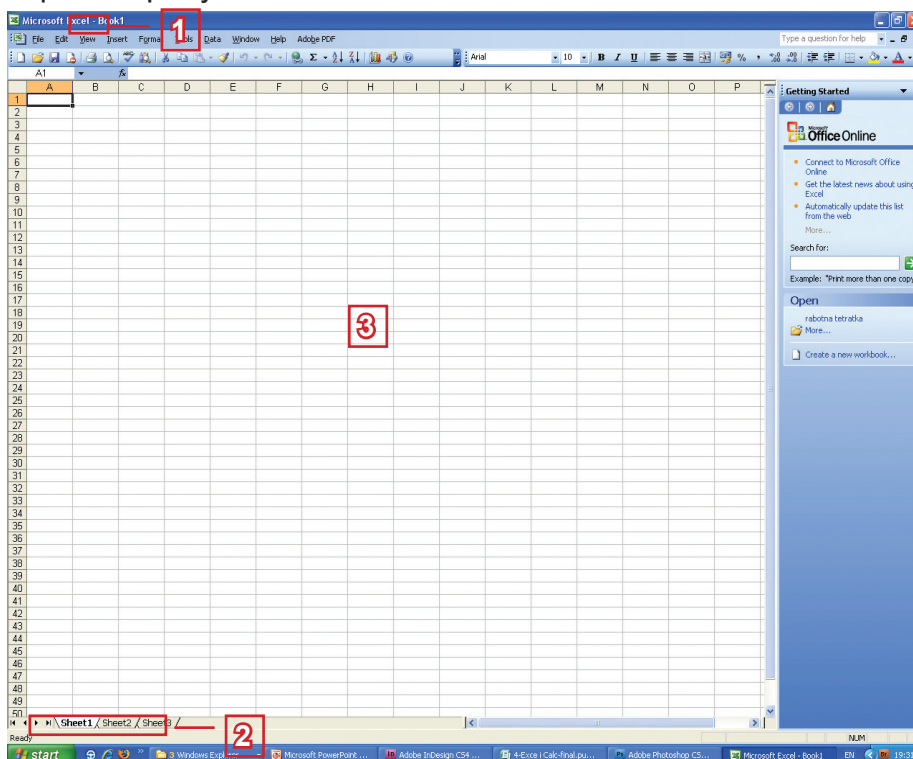 Microsoft Excel - Book1
1
File Edit View Insert Format Tools Data Window Help Adobe PDF
Type a question for help
Arial 10 B I U % ,
A1 fx
A B C D E F G H I J K L M N O P
1
2
3
4
5
6
7
8
9
10
11
12
13
14
15
16
17
18
19
20
21
22
23
24
25
26
27
28
29
30
31
32
33
34
35
36
37
38
39
40
41
42
43
44
45
46
47
48
49
50
3
Getting Started
Microsoft
Office Online
Connect to Microsoft Office
Online
Get the latest news about using
Excel
Automatically update this list
from the web
More...
Search for:
Example: "Print more than one copy
Open
rabotna tetratka
More...
Create a new workbook...
Sheet1 Sheet2 Sheet3
2
Ready
NUM
start
3 Windows Explorer
Microsoft PowerPoint ...
Adobe InDesign CS4 ...
4-Exce i Calc-final.pu...
Adobe Photoshop CS...
Microsoft Excel - Book1
EN
19:31